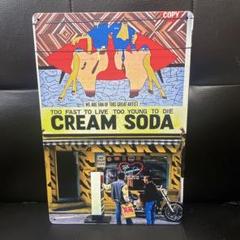 COPY
WE ARE FAN OF THIS GREAT ARTIST
TOO FAST TO LIVE TOO YOUNG TO DIE
CREAM SODA